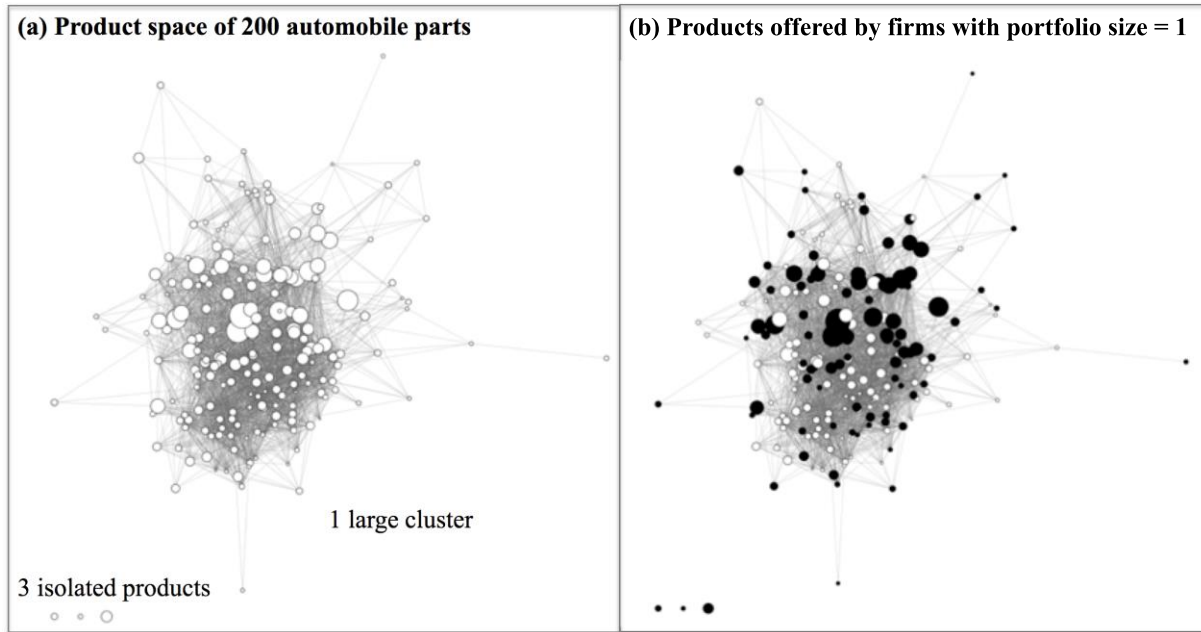 (a) Product space of 200 automobile parts
1 large cluster
3 isolated products
(b) Products offered by firms with portfolio size = 1